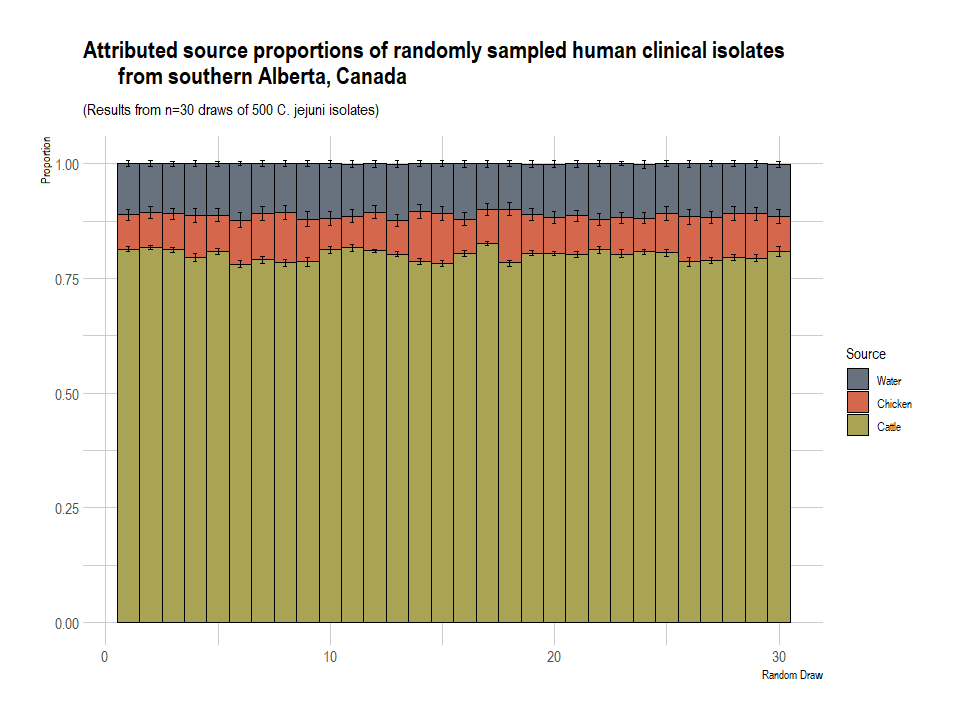 Attributed source proportions of randomly sampled human clinical isolates
from southern Alberta, Canada
(Results from n=30 draws of 500 C. jejuni isolates)
Proportion
1.00
0.75
0.50
0.25
0.00
0
10
20
30
Random Draw
Source
Water
Chicken
Cattle